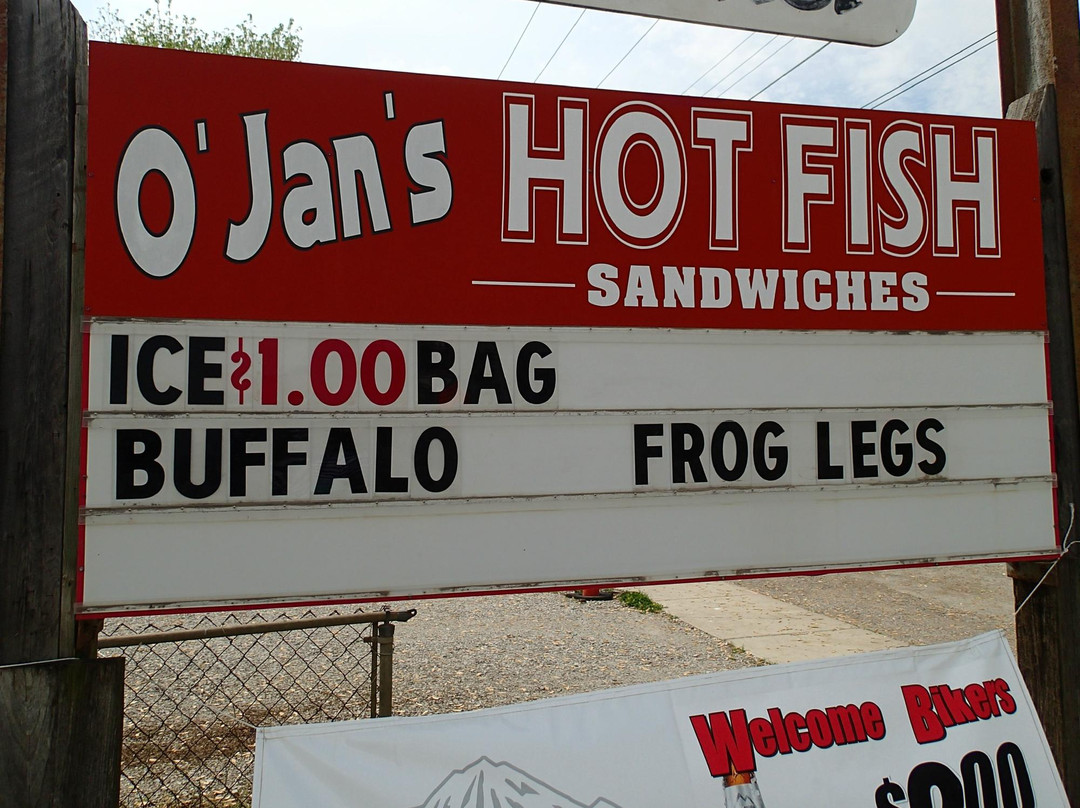 O'Jan's HOT FISH
SANDWICHES
ICE $1.00 BAG
BUFFALO FROG LEGS
Welcome Bikers